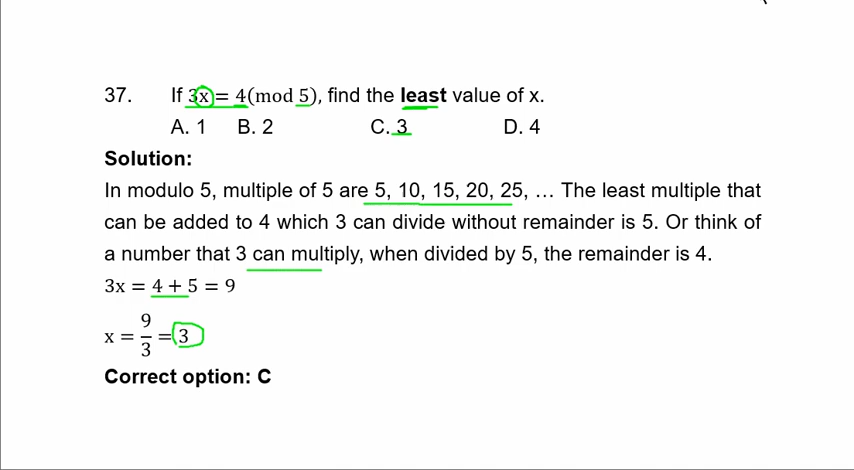 37. If 3x = 4(mod 5), find the least value of x.
A. 1 B. 2 C. 3 D. 4
Solution:
In modulo 5, multiple of 5 are 5, 10, 15, 20, 25, … The least multiple that
can be added to 4 which 3 can divide without remainder is 5. Or think of
a number that 3 can multiply, when divided by 5, the remainder is 4.
3x = 4 + 5 = 9
x = 9/3 = 3
Correct option: C